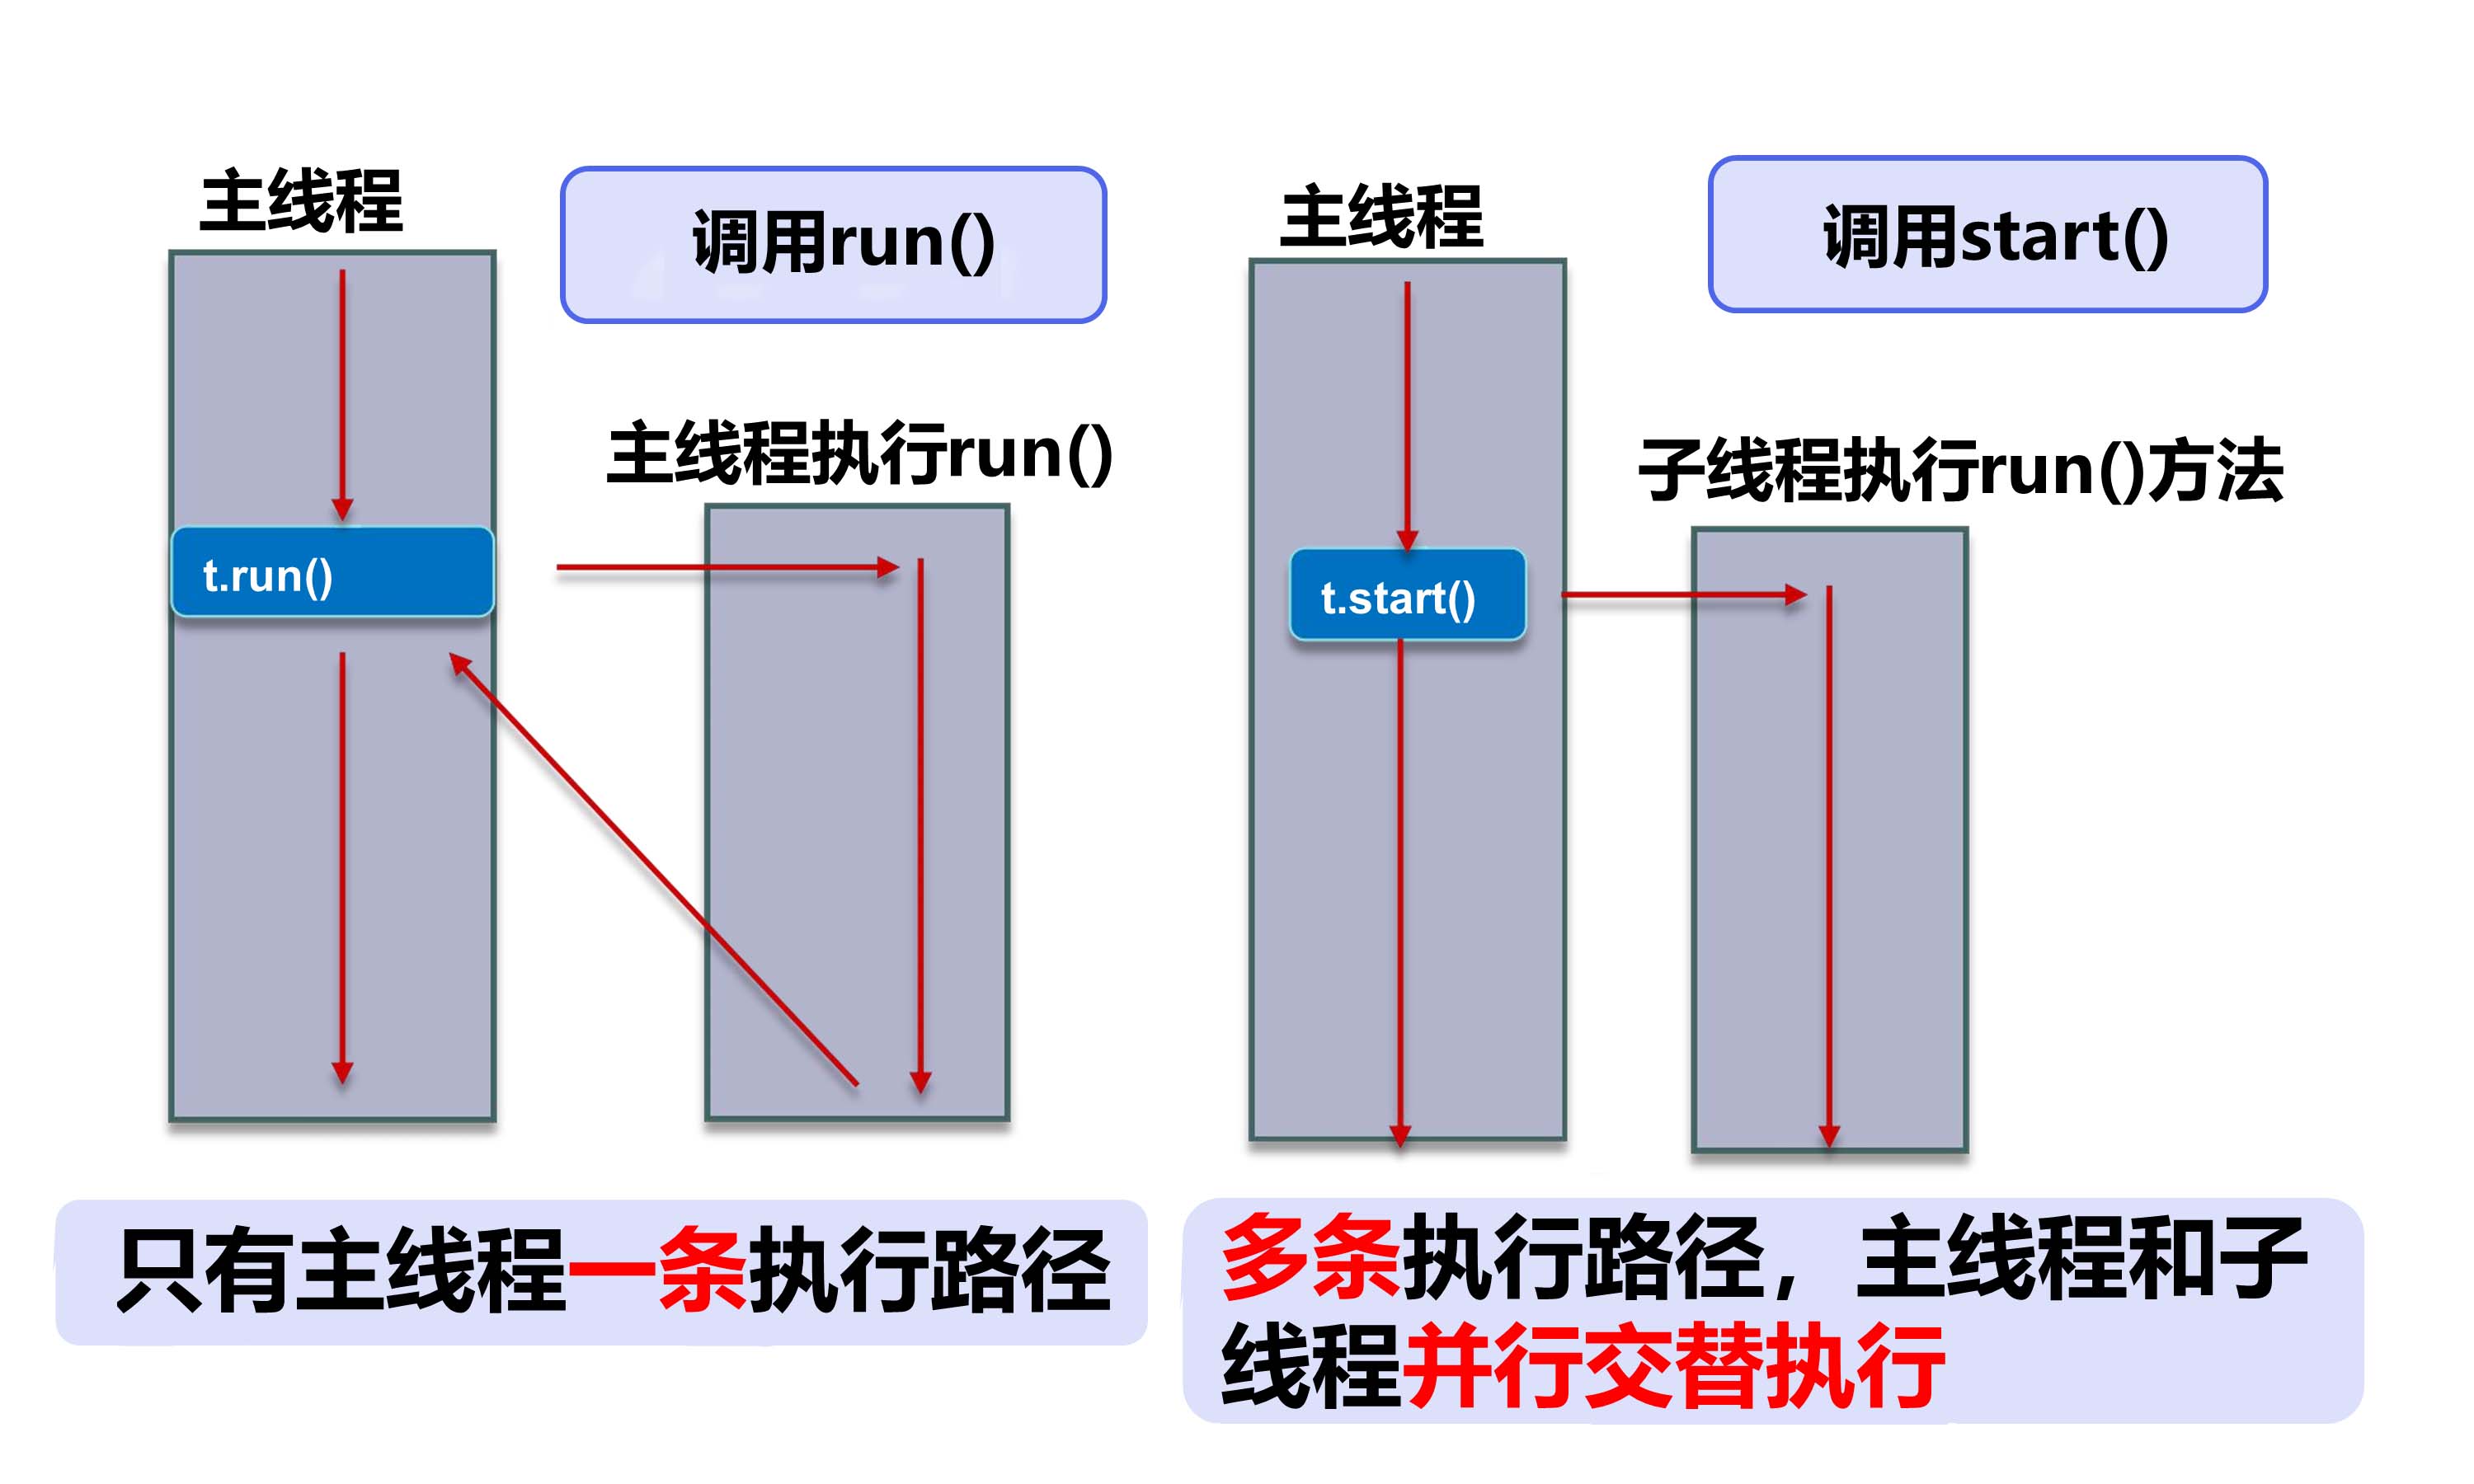 主线程
调用run()
主线程执行run()
t.run()
只有主线程一条执行路径
主线程
调用start()
子线程执行run()方法
t.start()
多条执行路径，主线程和子
线程并行交替执行